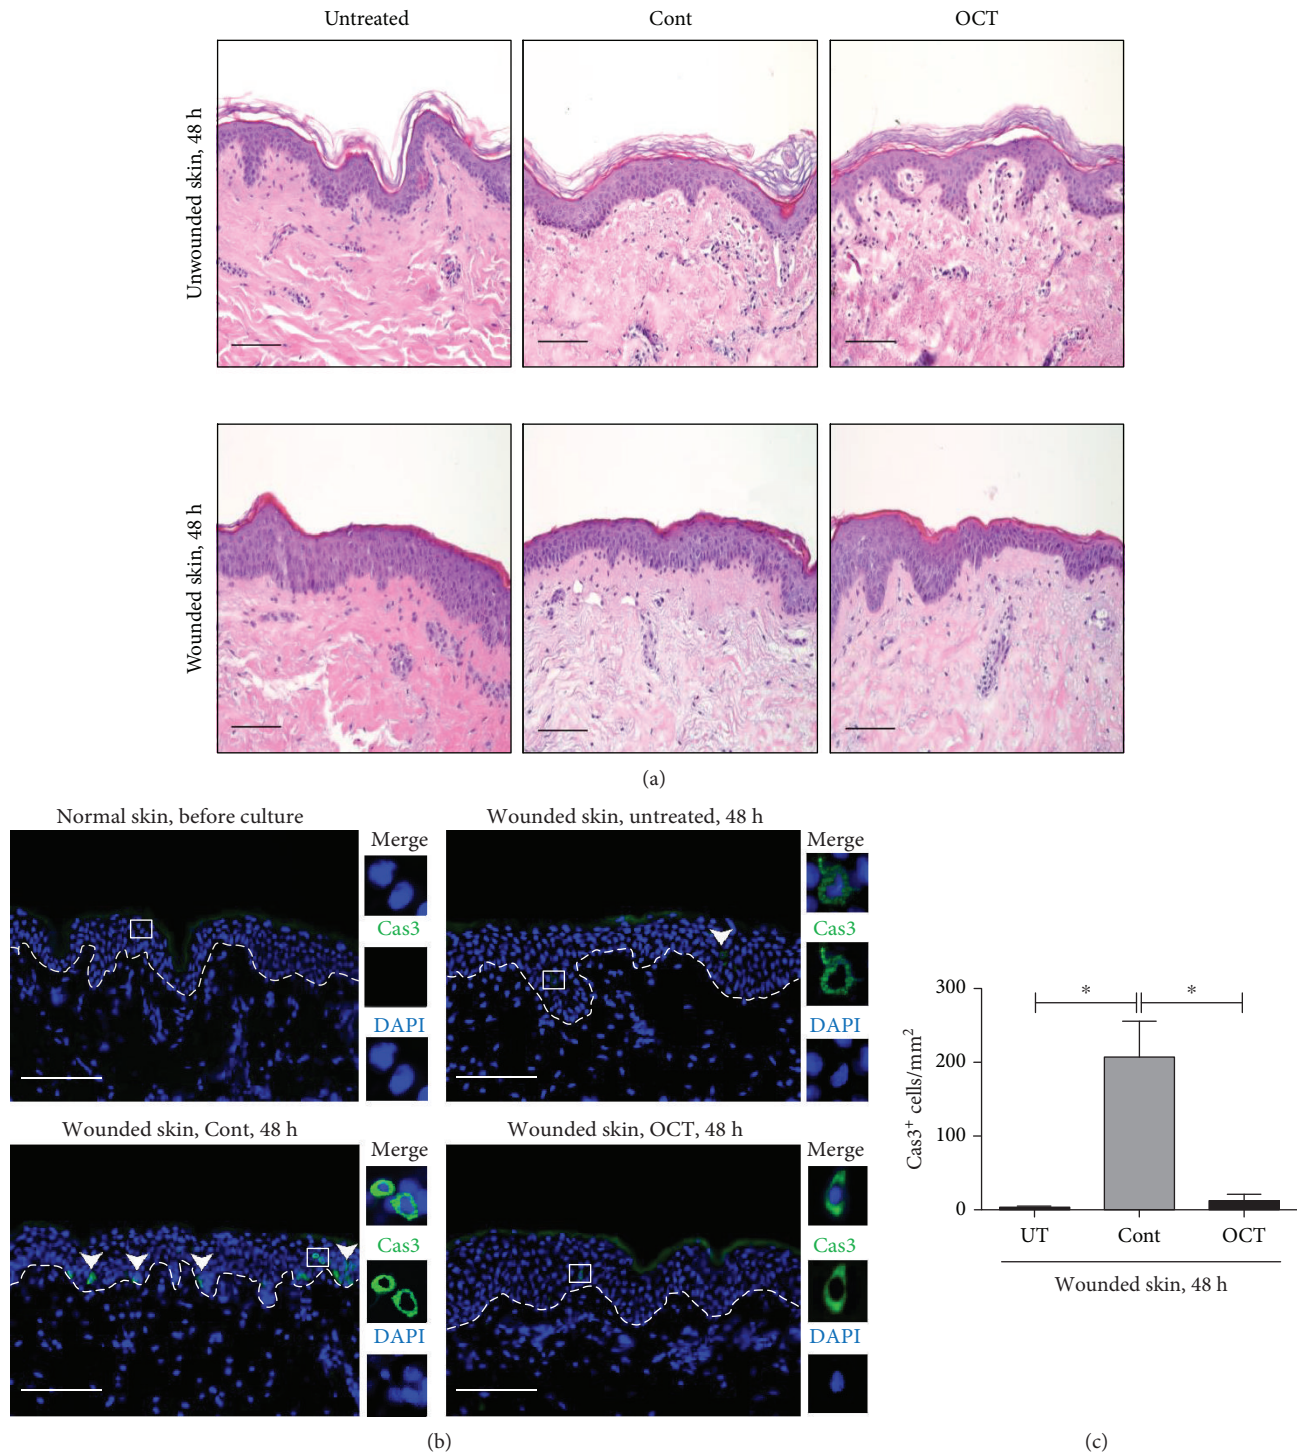 Untreated Cont OCT
Unwounded skin, 48 h
Wounded skin, 48 h
(a)
Normal skin, before culture
Merge
Cas3
DAPI
Wounded skin, untreated, 48 h
Merge
Cas3
DAPI
Wounded skin, Cont, 48 h
Merge
Cas3
DAPI
Wounded skin, OCT, 48 h
Merge
Cas3
DAPI
(b)
Cas3⁺ cells/mm²
300
200
100
0
* *
UT Cont OCT
Wounded skin, 48 h
(c)